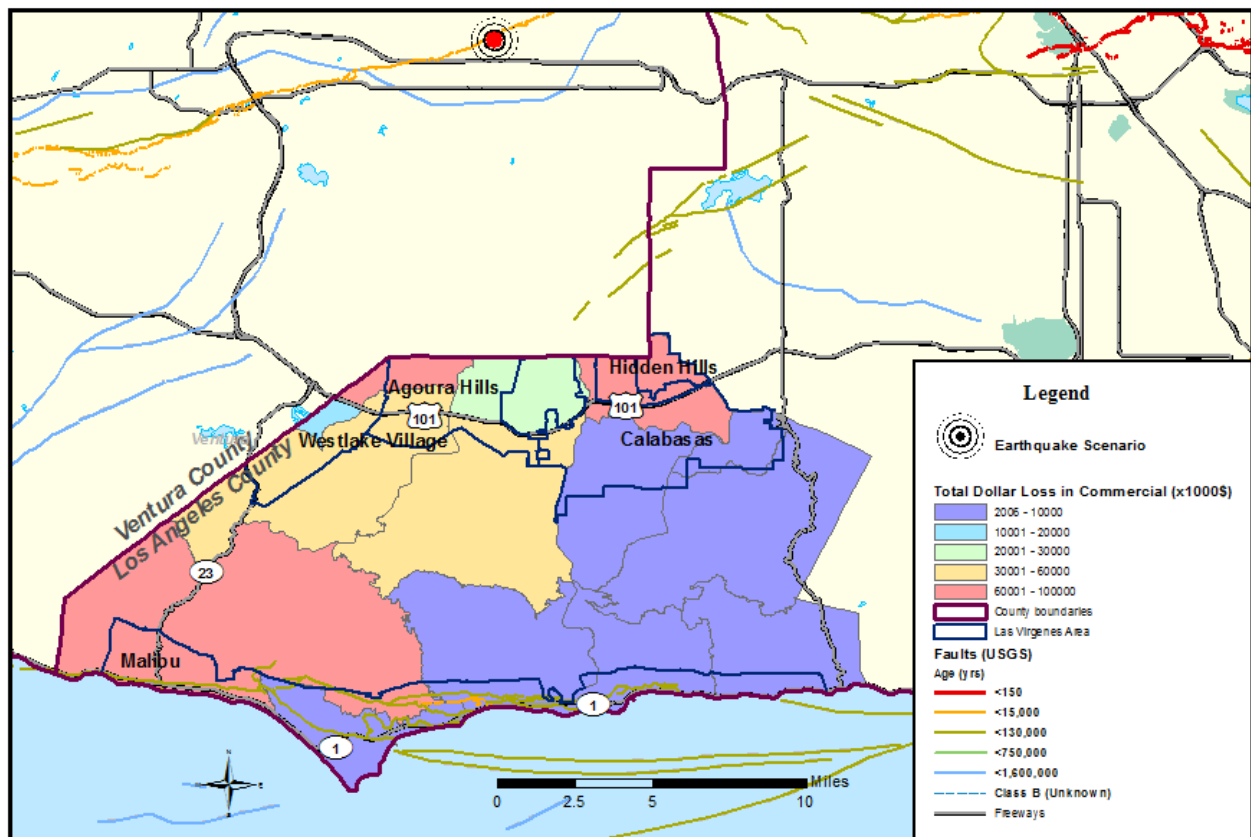 Hidden Hills
Agoura Hills
101
101
Ventura County
Westlake Village
Calabasas
Los Angeles County
23
Malibu
1
1
N
Miles
0
2.5
5
10
Legend
Earthquake Scenario
Total Dollar Loss in Commercial (x1000$)
2006 - 10000
10001 - 20000
20001 - 30000
30001 - 60000
60001 - 100000
County boundaries
Las Virgenes Area
Faults (USGS)
Age (yrs)
<150
<15,000
<130,000
<750,000
<1,600,000
Class B (Unknown)
Freeways